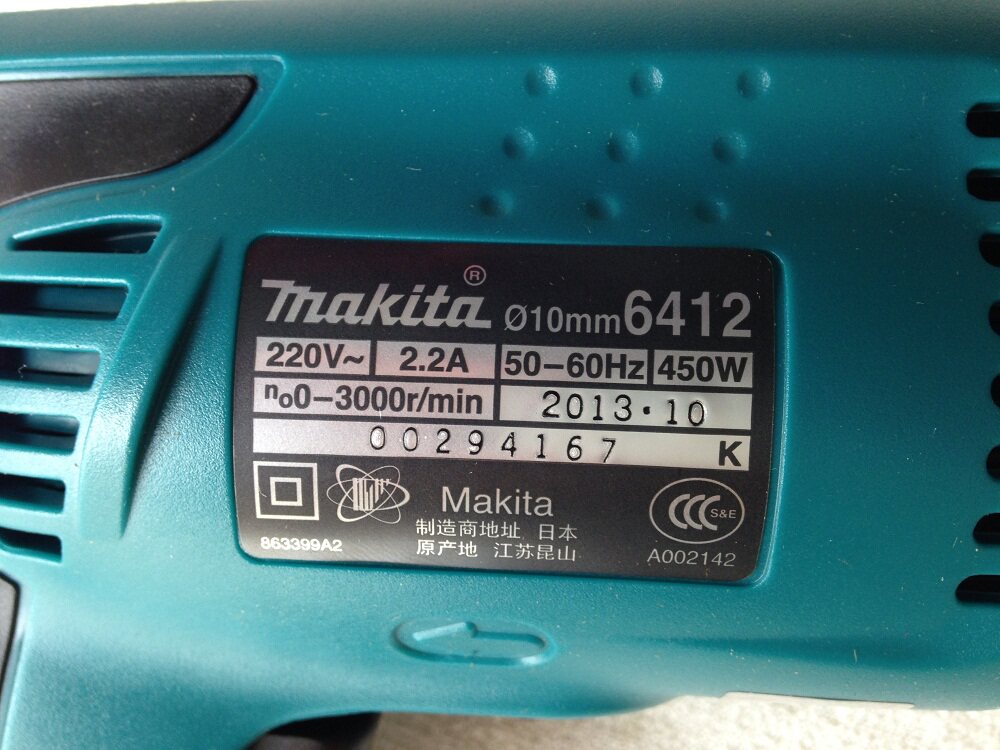 Makita® Ø10mm 6412
220V~ 2.2A 50-60Hz 450W
n₀0-3000r/min 2013·10
00294167 K
Makita
制造商地址 日本
原产地 江苏昆山
863399A2
CCC S&E
A002142